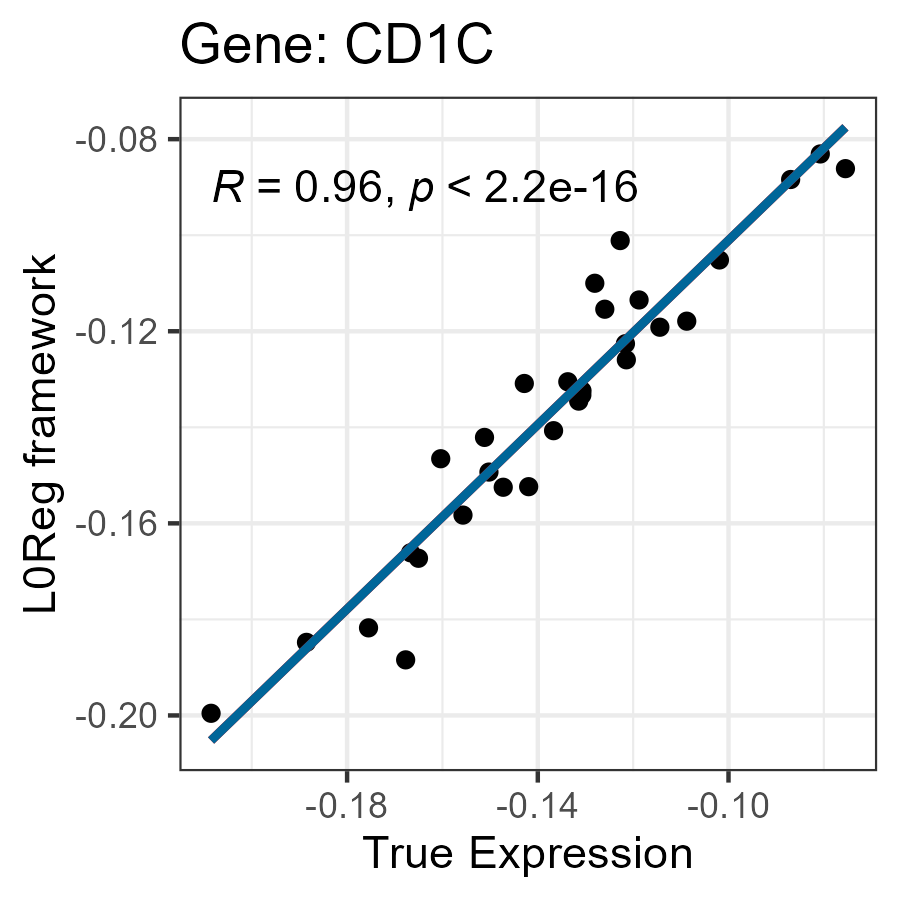 Gene: CD1C
R = 0.96, p < 2.2e-16
L0Reg framework
-0.08
-0.12
-0.16
-0.20
-0.18
-0.14
-0.10
True Expression